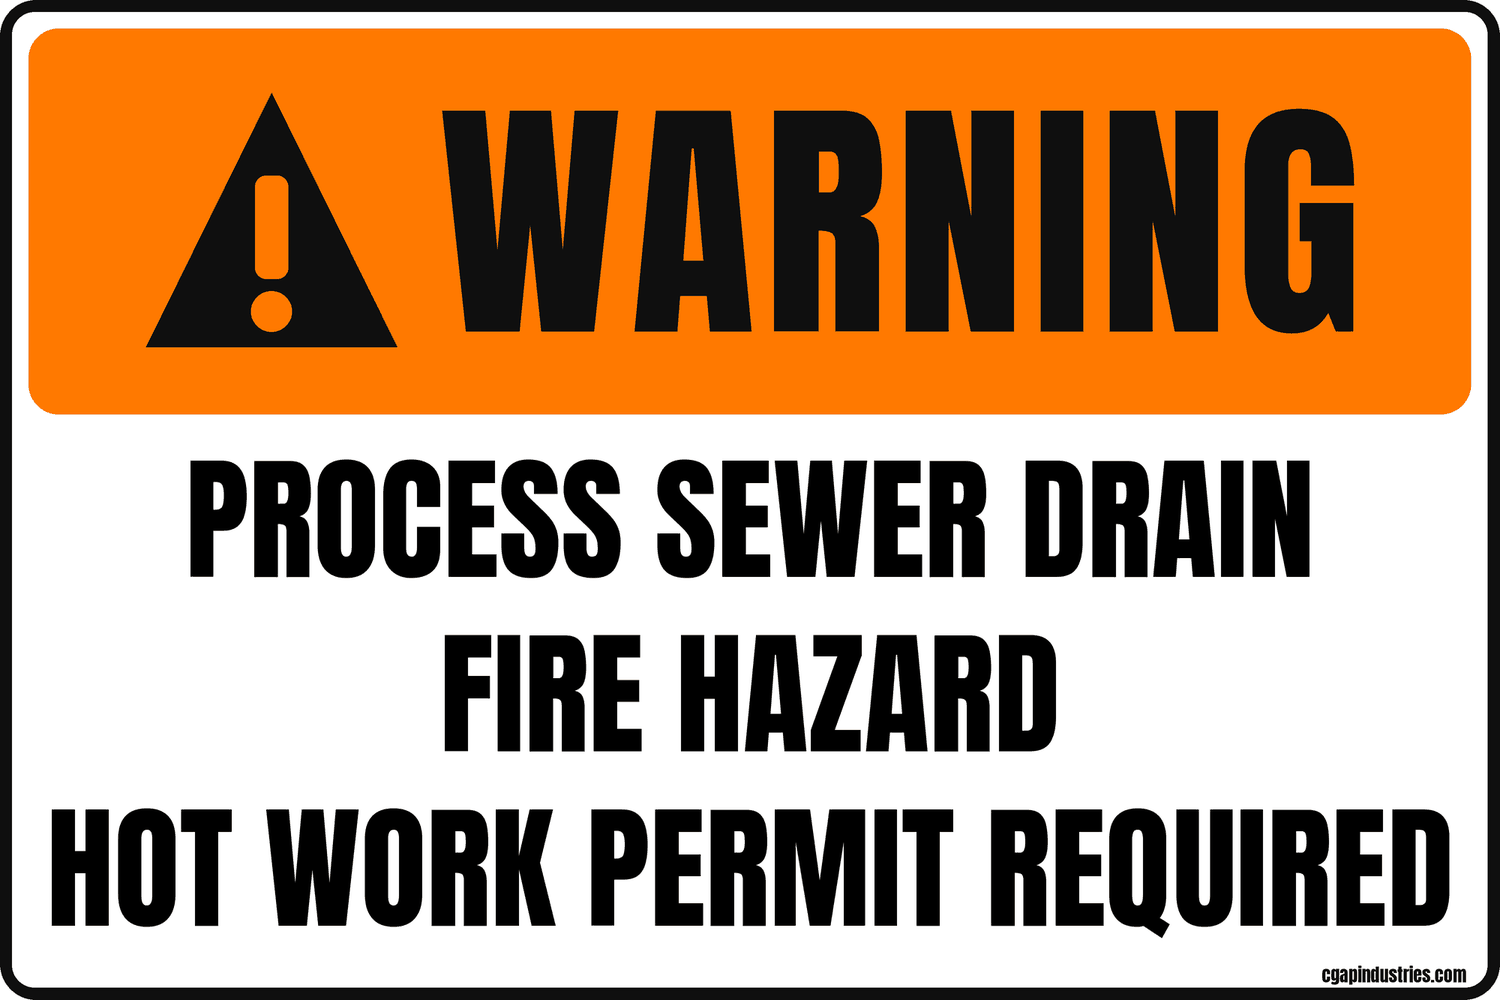 WARNING
PROCESS SEWER DRAIN
FIRE HAZARD
HOT WORK PERMIT REQUIRED
cgapindustries.com